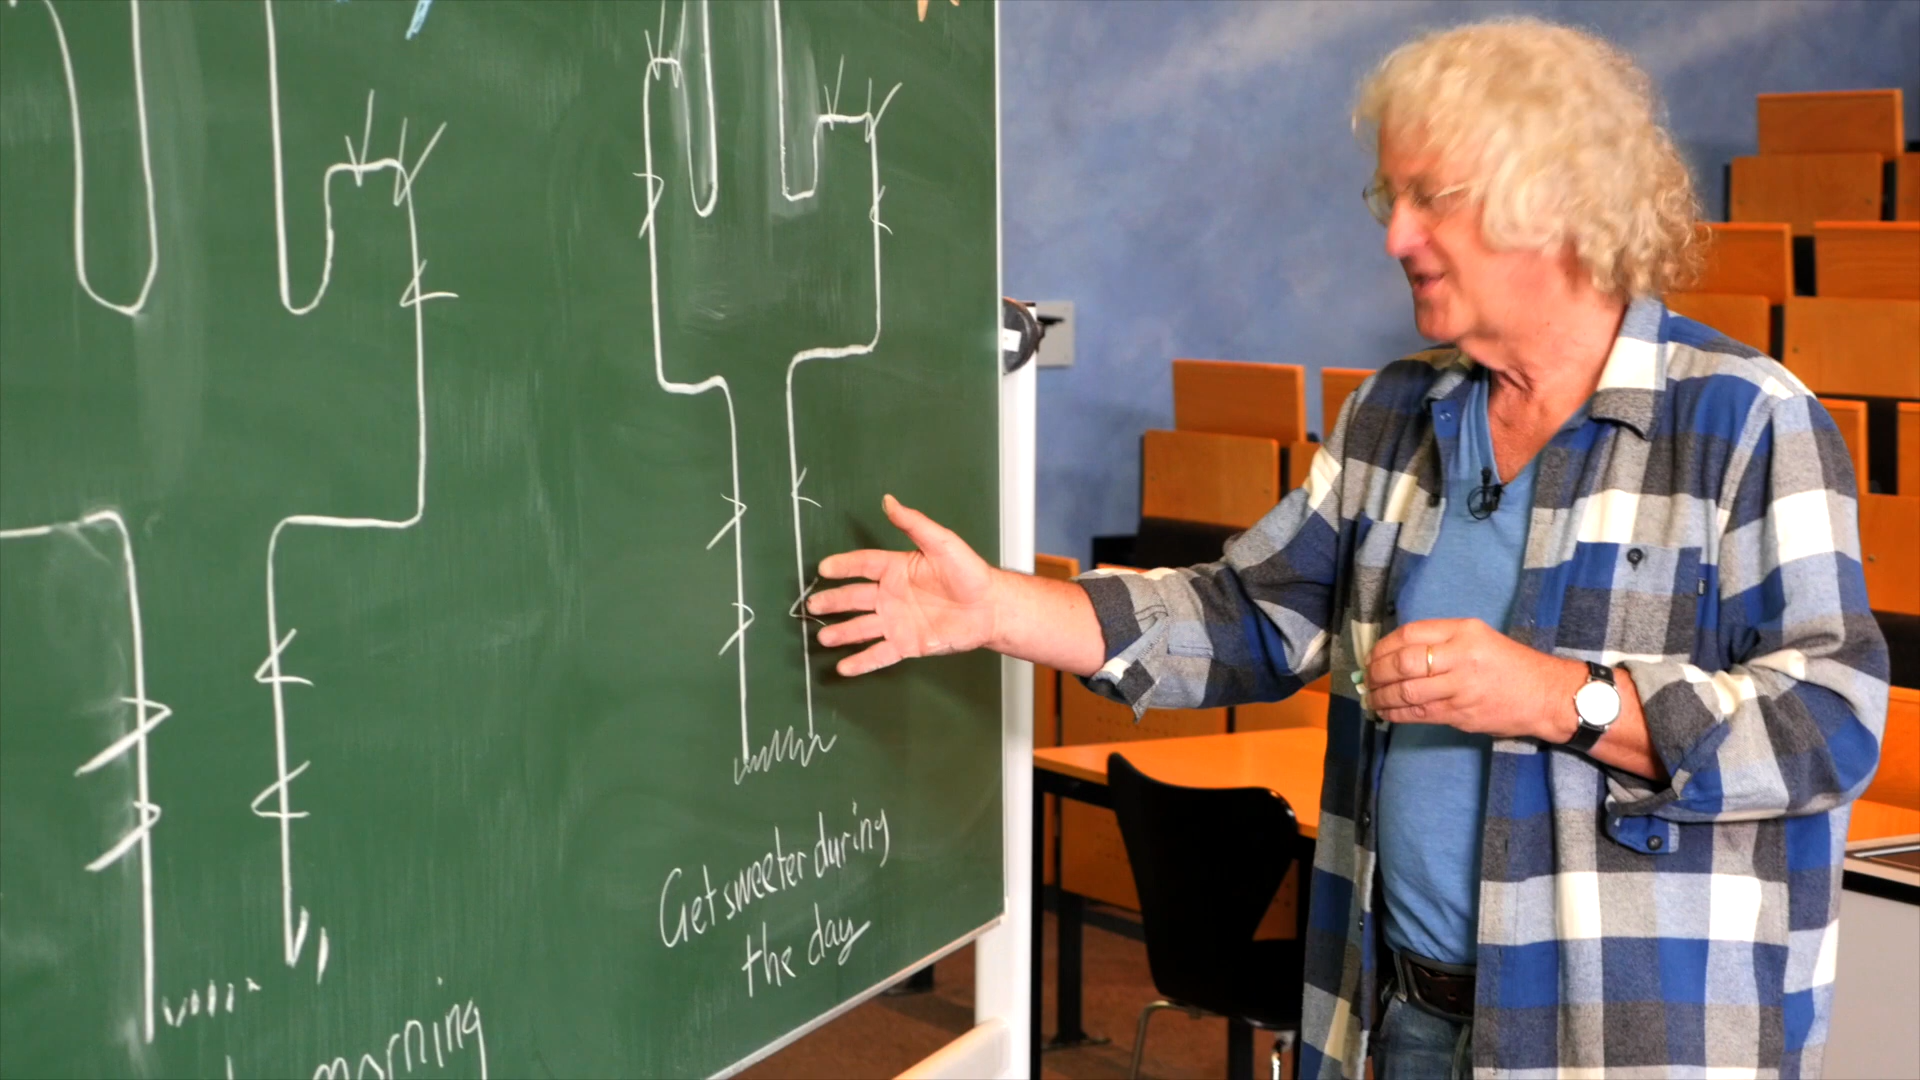 morning
Get sweeter during
the day